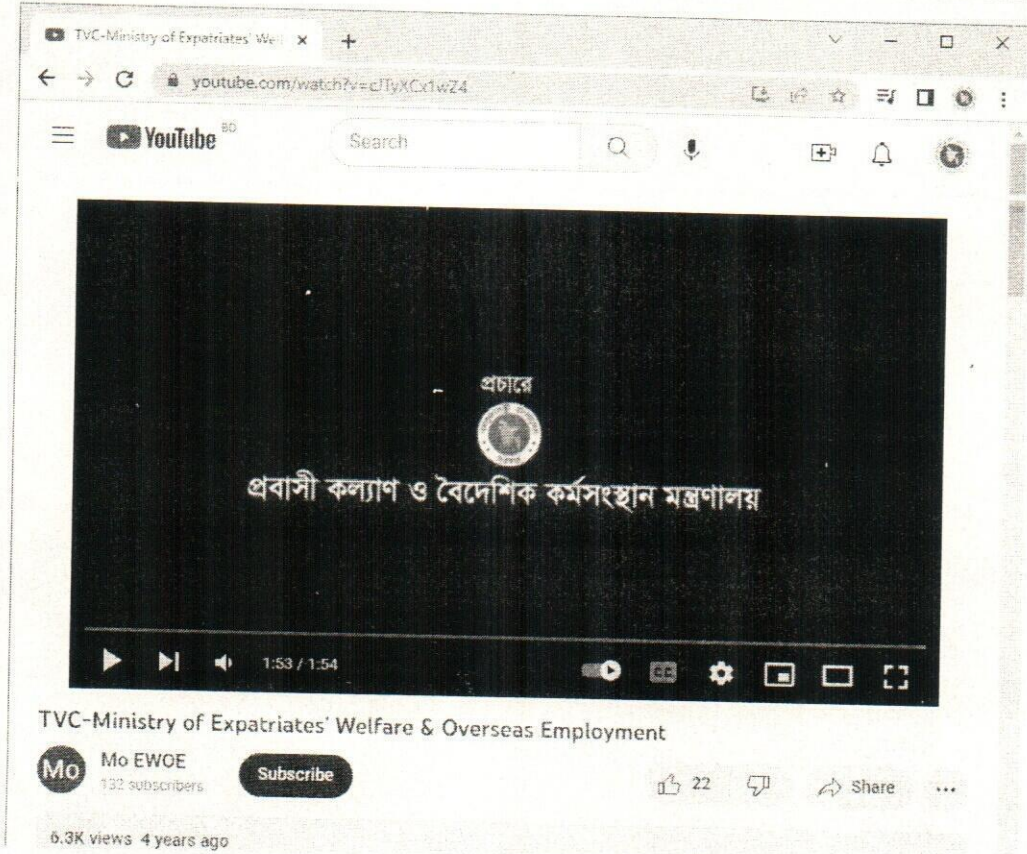 TVC-Ministry of Expatriates' Wel
youtube.com/watch?v=cJTyXCx1wZ4
YouTube BD
Search
প্রচারে
প্রবাসী কল্যাণ ও বৈদেশিক কর্মসংস্থান মন্ত্রণালয়
1:53 / 1:54
CC
TVC-Ministry of Expatriates' Welfare & Overseas Employment
Mo
Mo EWOE
132 subscribers
Subscribe
22
Share
6.3K views 4 years ago